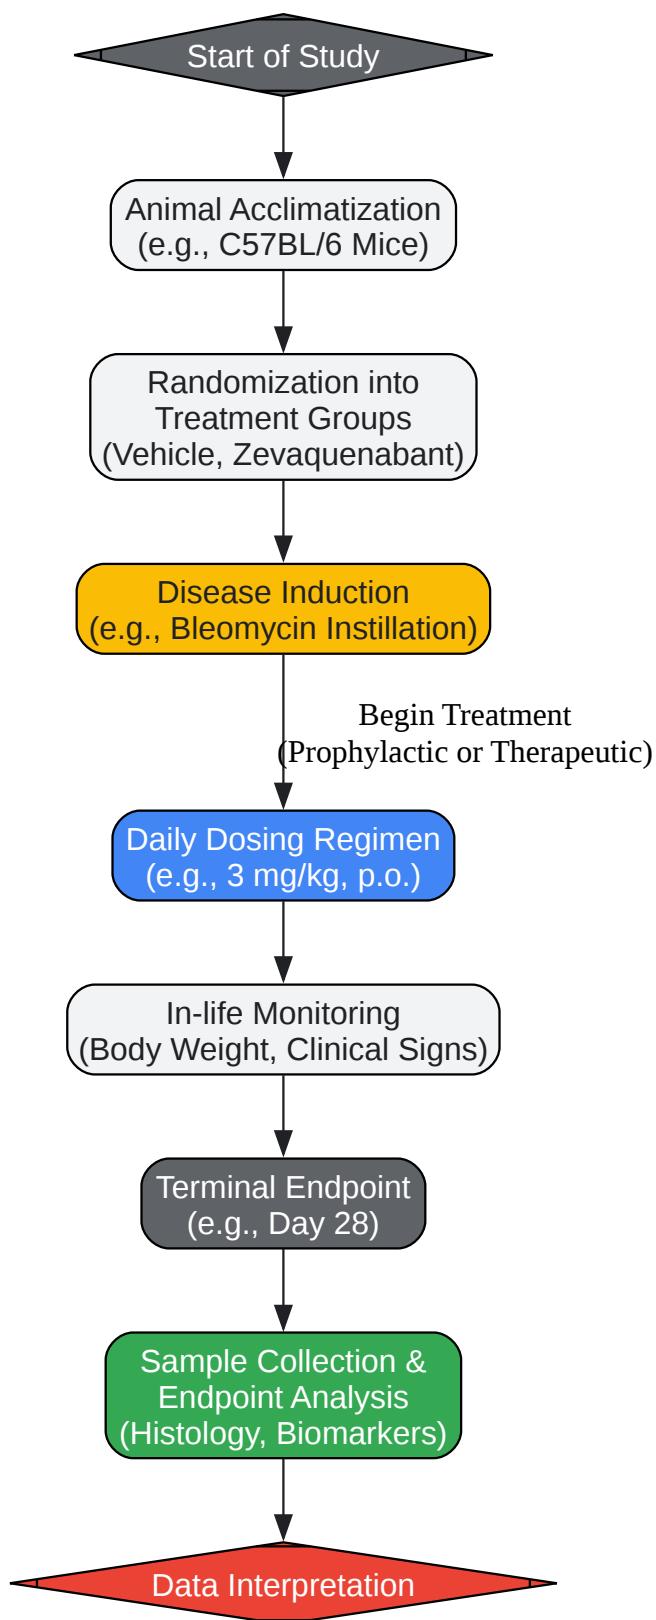 Start of Study
Animal Acclimatization
(e.g., C57BL/6 Mice)
Randomization into
Treatment Groups
(Vehicle, Zevaquenabant)
Disease Induction
(e.g., Bleomycin Instillation)
Begin Treatment
(Prophylactic or Therapeutic)
Daily Dosing Regimen
(e.g., 3 mg/kg, p.o.)
In-life Monitoring
(Body Weight, Clinical Signs)
Terminal Endpoint
(e.g., Day 28)
Sample Collection &
Endpoint Analysis
(Histology, Biomarkers)
Data Interpretation